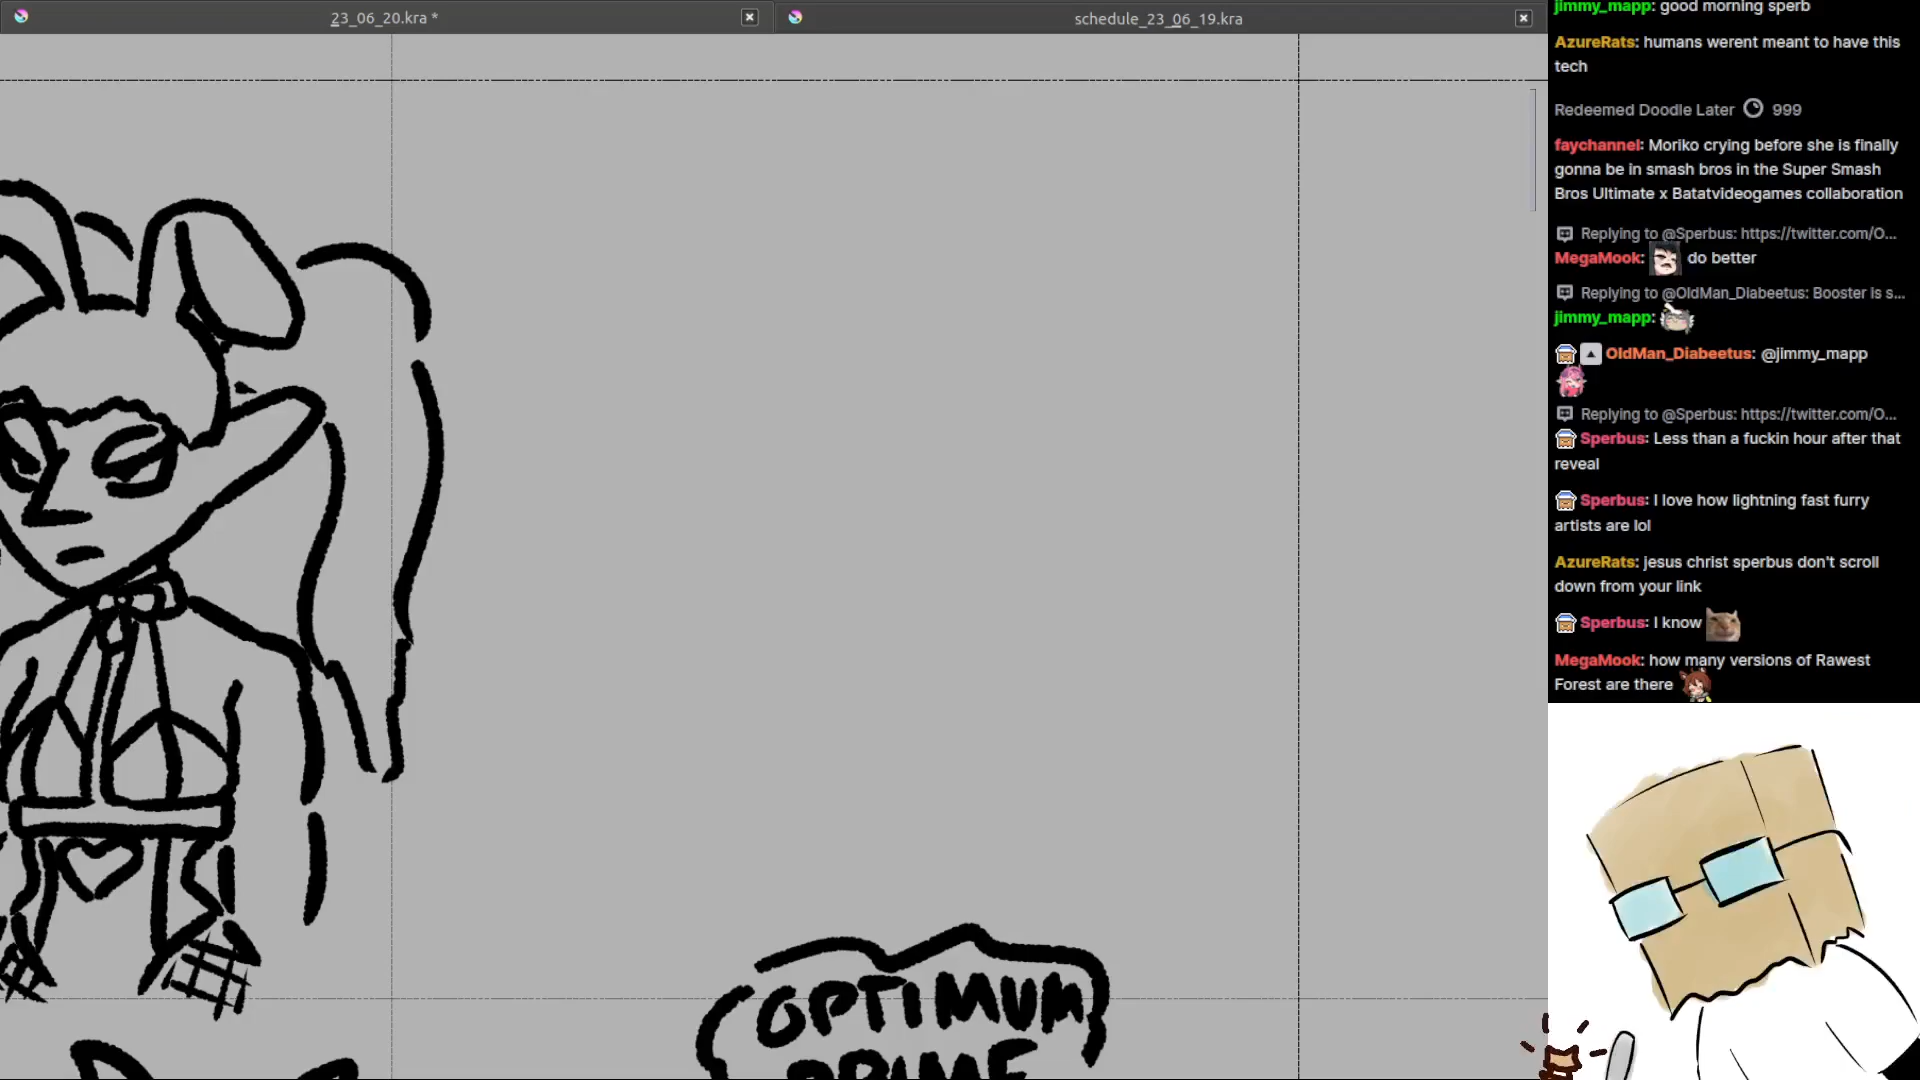 23_06_20.kra *
schedule_23_06_19.kra
jimmy_mapp: good morning sperb
AzureRats: humans werent meant to have this
tech
Redeemed Doodle Later 999
faychannel: Moriko crying before she is finally
gonna be in smash bros in the Super Smash
Bros Ultimate x Batatvideogames collaboration
Replying to @Sperbus: https://twitter.com/O...
MegaMook: do better
Replying to @OldMan_Diabeetus: Booster is s...
jimmy_mapp:
OldMan_Diabeetus: @jimmy_mapp
Replying to @Sperbus: https://twitter.com/O...
Sperbus: Less than a fuckin hour after that
reveal
Sperbus: I love how lightning fast furry
artists are lol
AzureRats: jesus christ sperbus don't scroll
down from your link
Sperbus: I know
MegaMook: how many versions of Rawest
Forest are there
OPTIMUM
PRIME